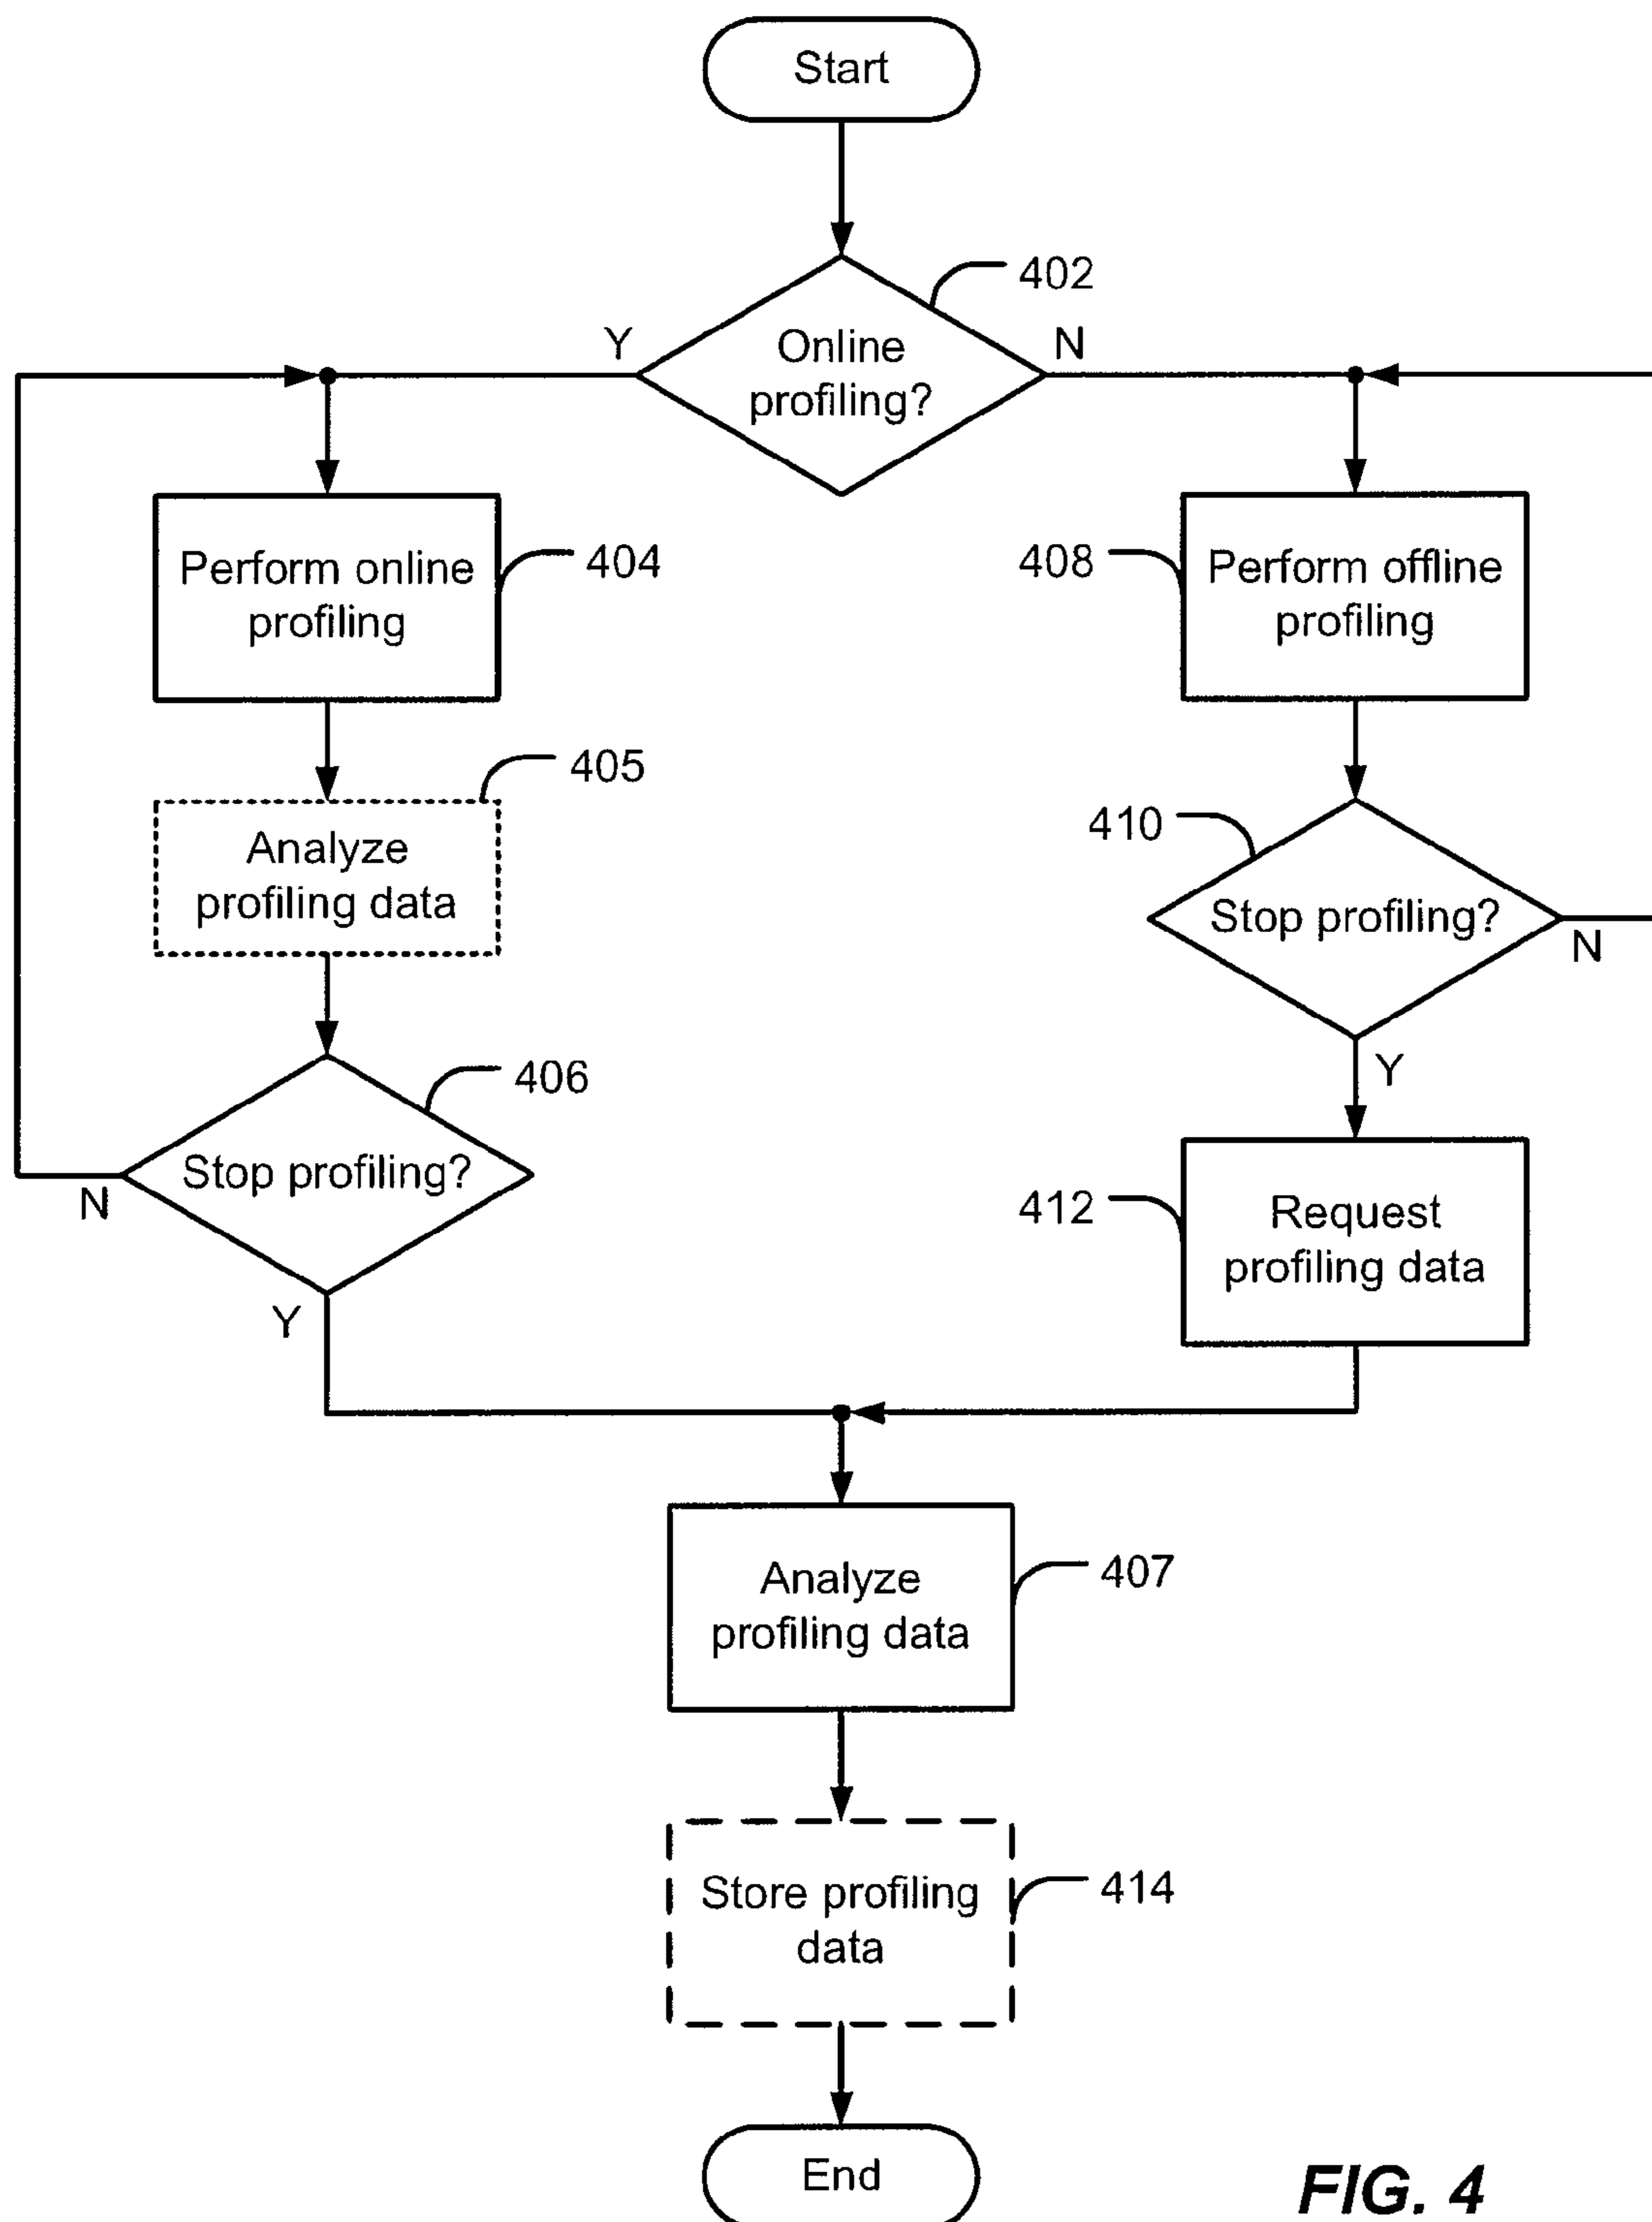 Start
402
Y
Online
profiling?
N
Perform online
profiling
404
408
Perform offline
profiling
405
Analyze
profiling data
410
Stop profiling?
N
406
Stop profiling?
N
Y
Y
412
Request
profiling data
Analyze
profiling data
407
Store profiling
data
414
End
FIG. 4